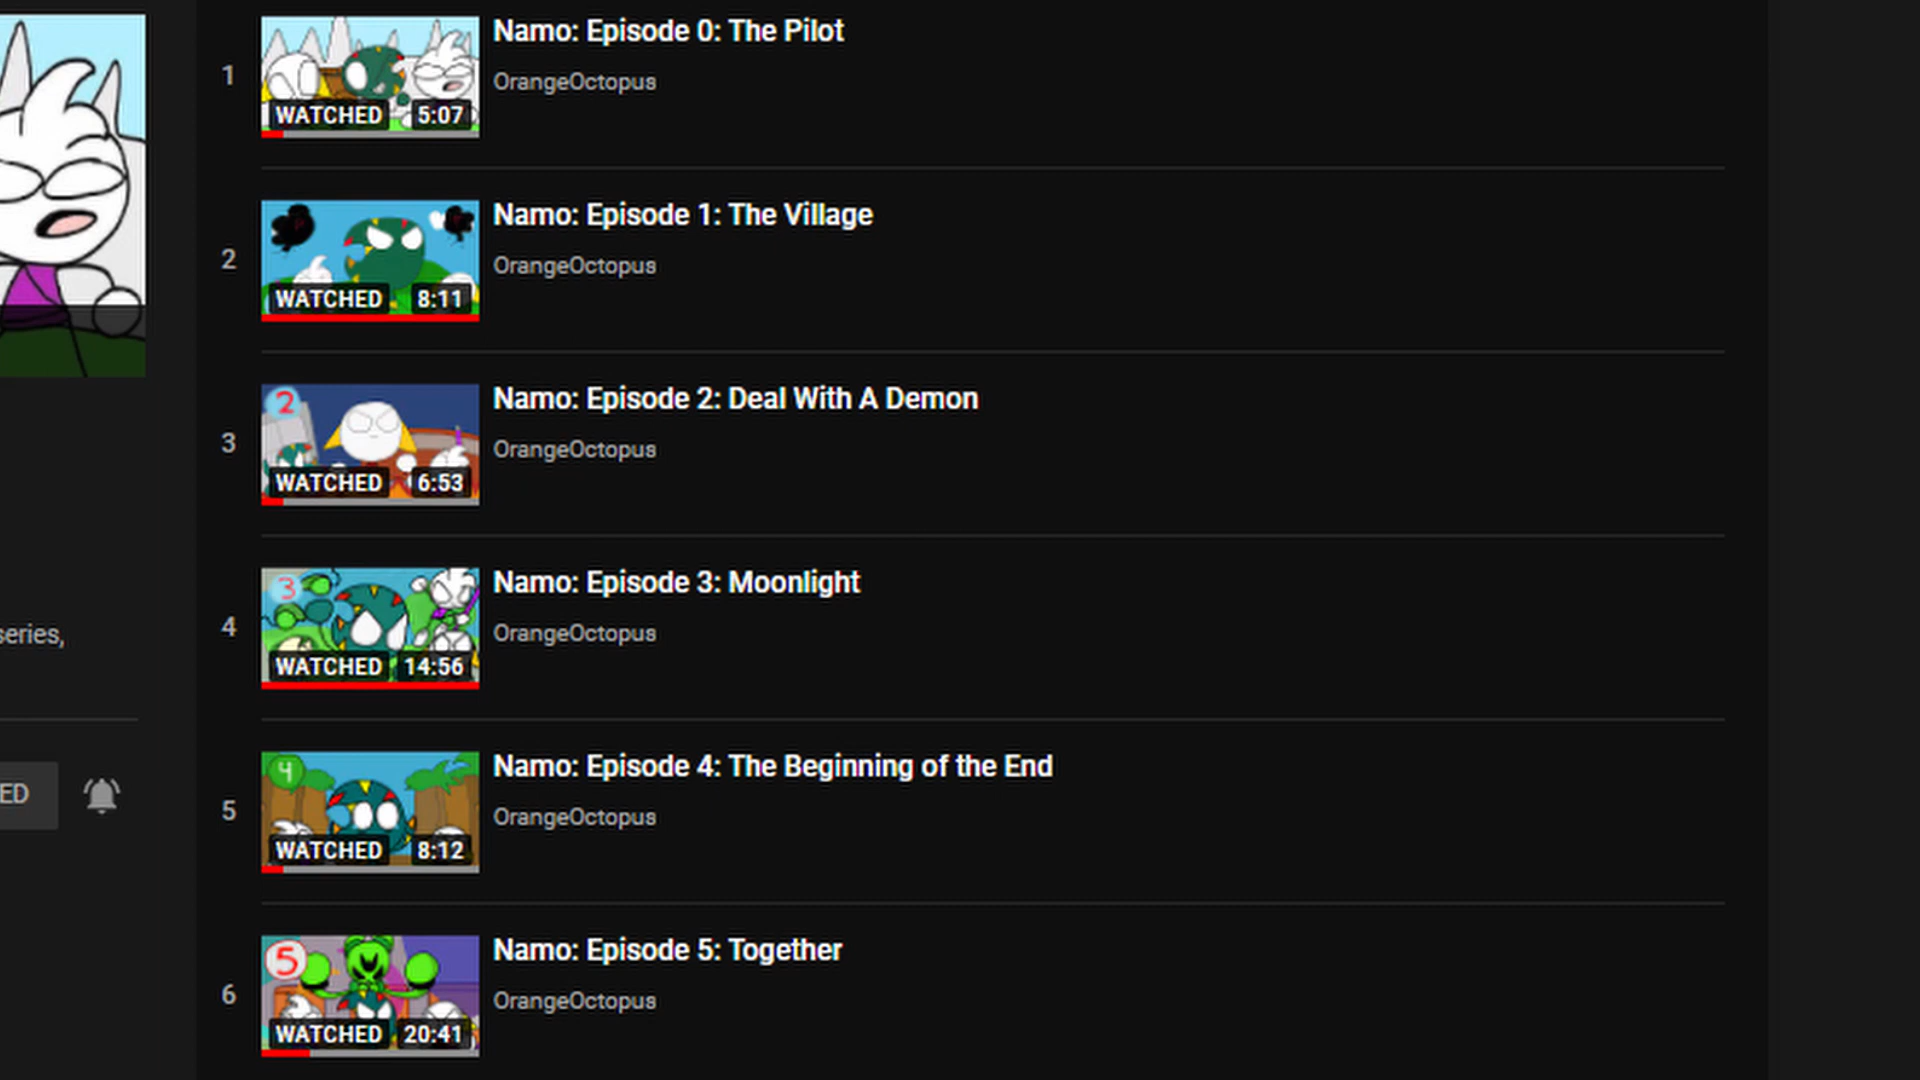 1
Namo: Episode 0: The Pilot
OrangeOctopus
WATCHED
5:07
2
Namo: Episode 1: The Village
OrangeOctopus
WATCHED
8:11
3
2
Namo: Episode 2: Deal With A Demon
OrangeOctopus
WATCHED
6:53
4
3
Namo: Episode 3: Moonlight
OrangeOctopus
WATCHED
14:56
series,
5
4
Namo: Episode 4: The Beginning of the End
OrangeOctopus
WATCHED
8:12
ED
6
5
Namo: Episode 5: Together
OrangeOctopus
WATCHED
20:41